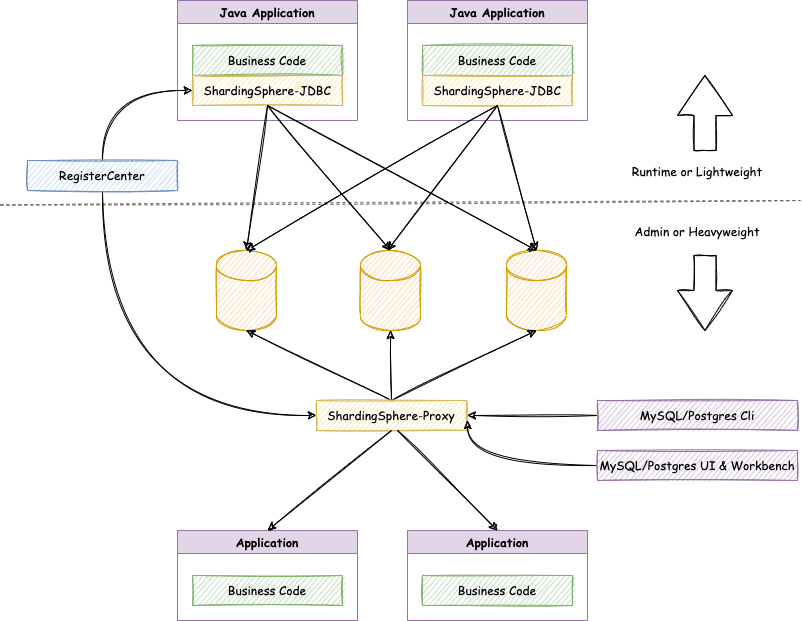 Java Application
Java Application
Business Code
Business Code
ShardingSphere-JDBC
ShardingSphere-JDBC
RegisterCenter
Runtime or Lightweight
Admin or Heavyweight
ShardingSphere-Proxy
MySQL/Postgres Cli
MySQL/Postgres UI & Workbench
Application
Application
Business Code
Business Code